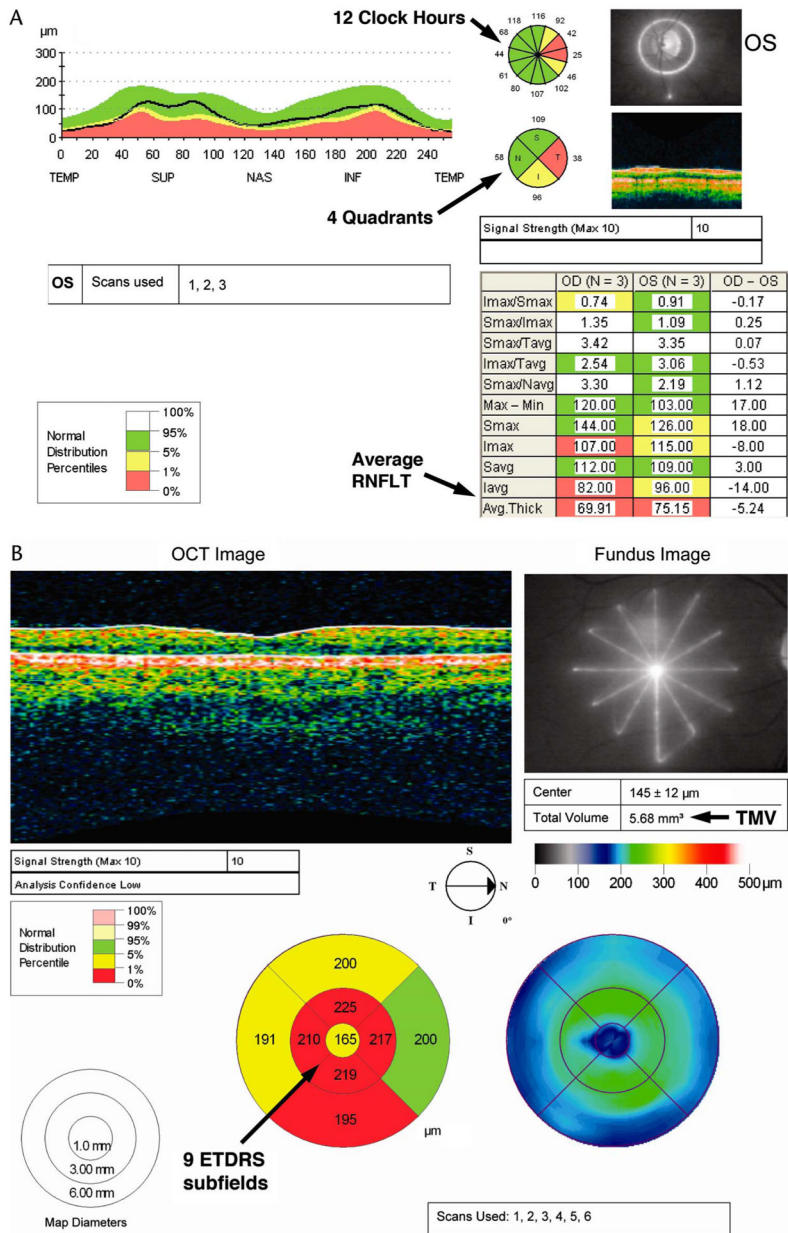 A
12 Clock Hours
OS
µm
300
200
100
0
0 20 40 60 80 100 120 140 160 180 200 220 240
TEMP SUP NAS INF TEMP
116
92
42
25
46
102
107
80
61
44
68
118
109
S
N
T
I
58
38
96
4 Quadrants
Signal Strength (Max 10) 10
OS Scans used 1, 2, 3
OD (N = 3) OS (N = 3) OD – OS
Imax/Smax 0.74 0.91 -0.17
Smax/Imax 1.35 1.09 0.25
Smax/Tavg 3.42 3.35 0.07
Imax/Tavg 2.54 3.06 -0.53
Smax/Navg 3.30 2.19 1.12
Max – Min 120.00 103.00 17.00
Smax 144.00 126.00 18.00
Imax 107.00 115.00 -8.00
Savg 112.00 109.00 3.00
Iavg 82.00 96.00 -14.00
Avg.Thick 69.91 75.15 -5.24
Normal
Distribution
Percentiles
100%
95%
5%
1%
0%
Average
RNFLT
B
OCT Image
Fundus Image
Center 145 ± 12 µm
Total Volume 5.68 mm³
TMV
Signal Strength (Max 10) 10
Analysis Confidence Low
S
T N
I
0°
0 100 200 300 400 500 µm
Normal
Distribution
Percentile
100%
99%
95%
5%
1%
0%
200
225
191 210 165 217 200
219
195
µm
9 ETDRS
subfields
1.0 mm
3.00 mm
6.00 mm
Map Diameters
Scans Used: 1, 2, 3, 4, 5, 6